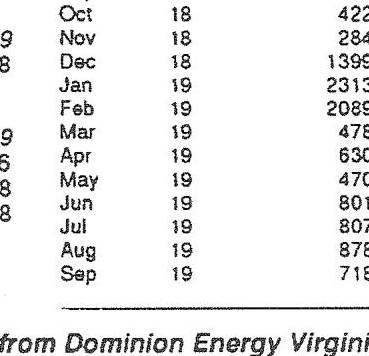 Oct 18 422
9 Nov 18 284
8 Dec 18 1399
Jan 19 2313
Feb 19 2089
9 Mar 19 478
6 Apr 19 630
8 May 19 470
8 Jun 19 801
Jul 19 807
Aug 19 878
Sep 19 718
from Dominion Energy Virgini